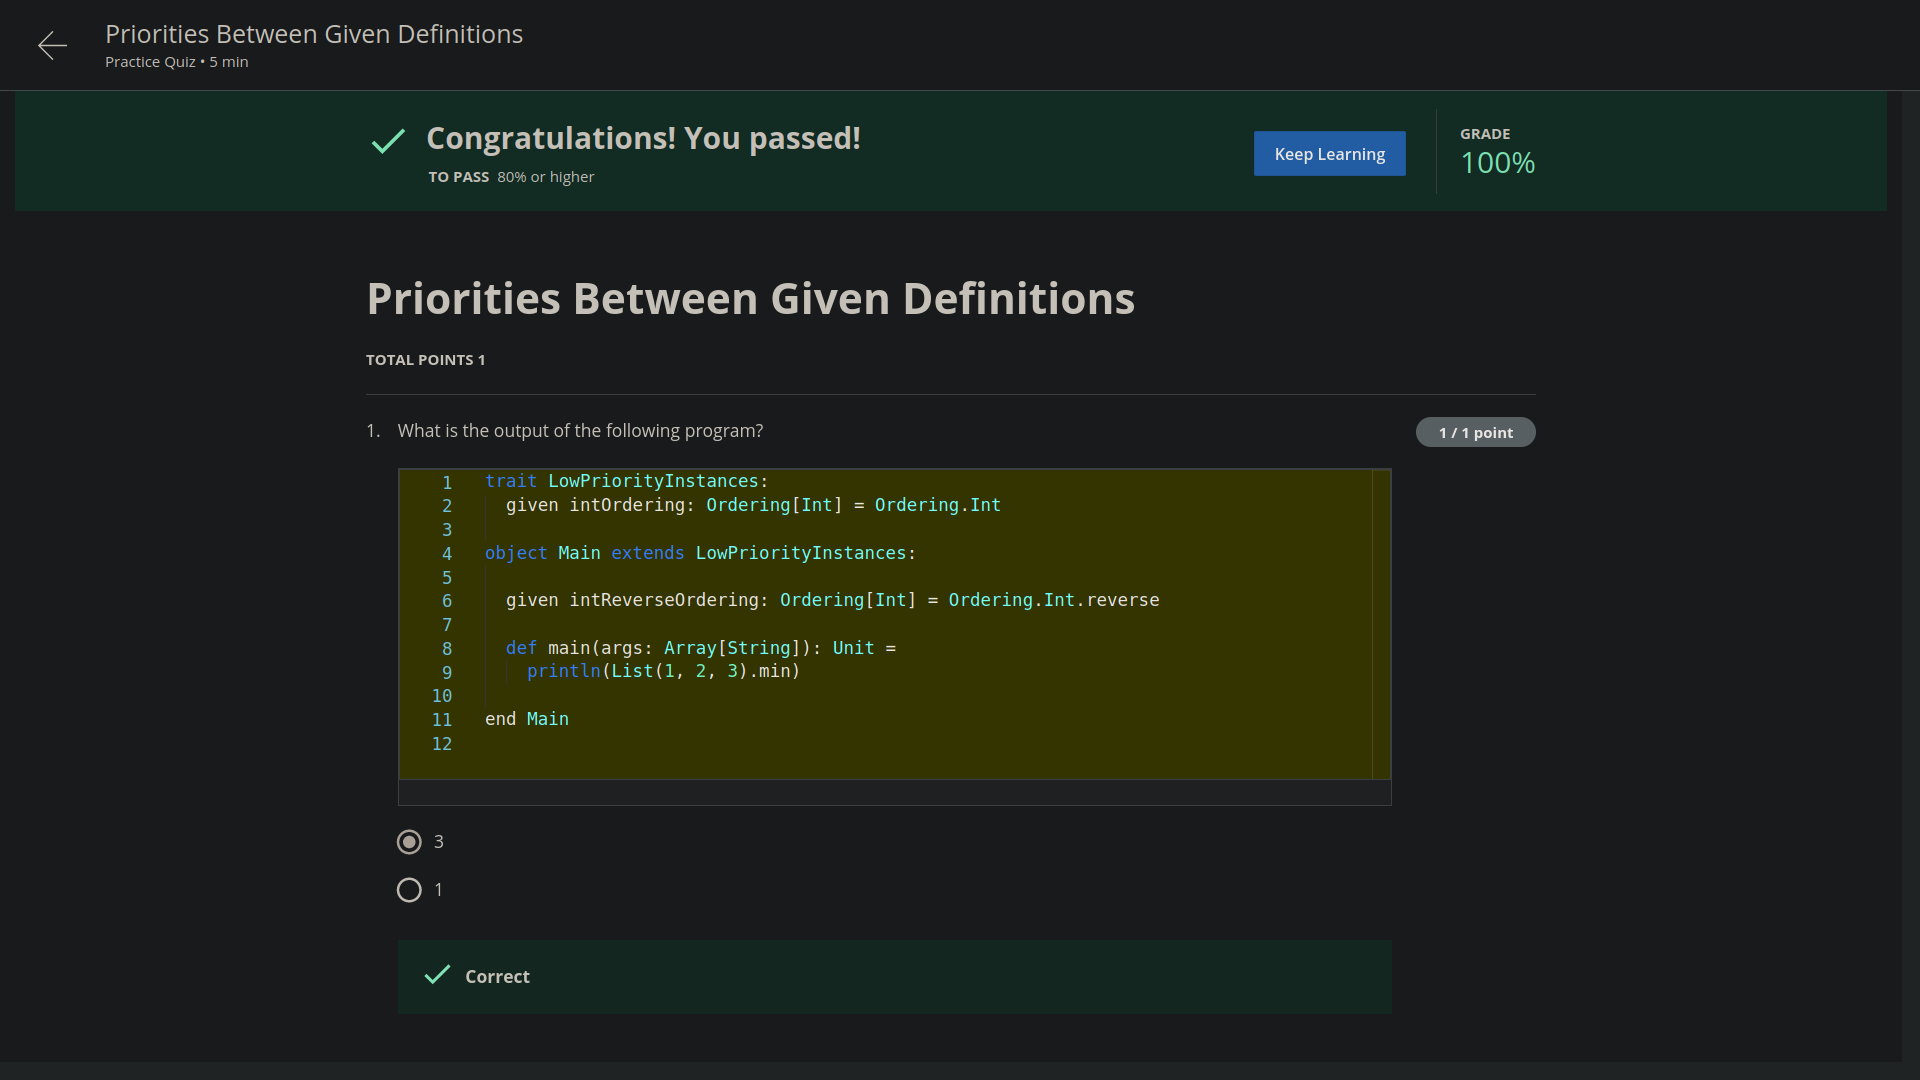 Priorities Between Given Definitions
Practice Quiz • 5 min
Congratulations! You passed!
TO PASS 80% or higher
Keep Learning
GRADE
100%
Priorities Between Given Definitions
TOTAL POINTS 1
1. What is the output of the following program?
1 / 1 point
1 trait LowPriorityInstances:
2   given intOrdering: Ordering[Int] = Ordering.Int
3
4 object Main extends LowPriorityInstances:
5
6   given intReverseOrdering: Ordering[Int] = Ordering.Int.reverse
7
8   def main(args: Array[String]): Unit =
9     println(List(1, 2, 3).min)
10
11 end Main
12
3
1
Correct